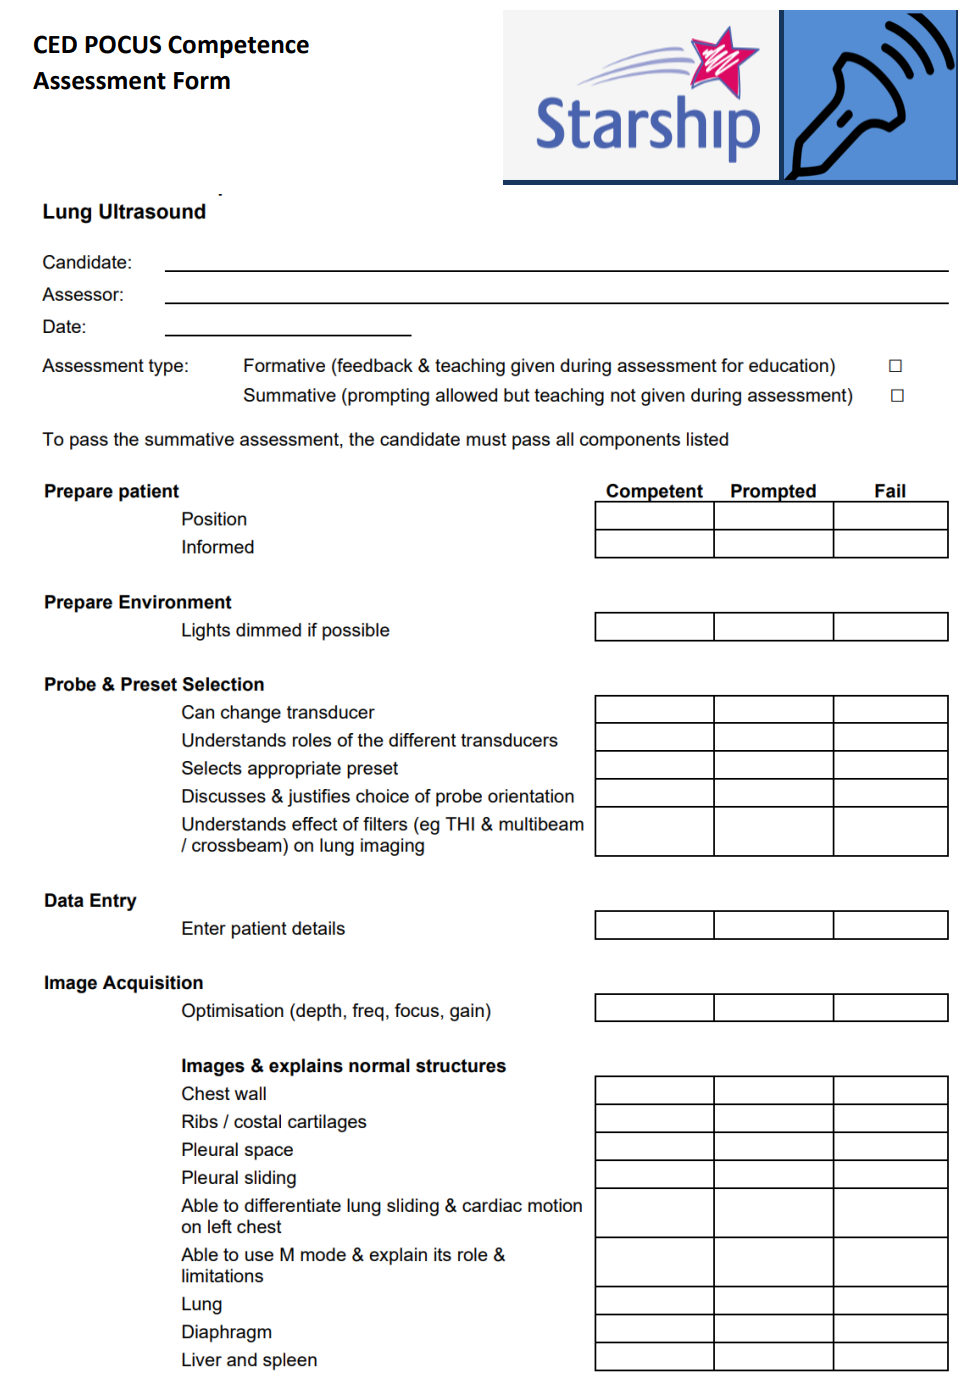 CED POCUS Competence
Assessment Form
Starship
Lung Ultrasound
Candidate:
Assessor:
Date:
Assessment type: Formative (feedback & teaching given during assessment for education) ☐
Summative (prompting allowed but teaching not given during assessment) ☐
To pass the summative assessment, the candidate must pass all components listed
Prepare patient Competent Prompted Fail
Position
Informed
Prepare Environment
Lights dimmed if possible
Probe & Preset Selection
Can change transducer
Understands roles of the different transducers
Selects appropriate preset
Discusses & justifies choice of probe orientation
Understands effect of filters (eg THI & multibeam
/ crossbeam) on lung imaging
Data Entry
Enter patient details
Image Acquisition
Optimisation (depth, freq, focus, gain)
Images & explains normal structures
Chest wall
Ribs / costal cartilages
Pleural space
Pleural sliding
Able to differentiate lung sliding & cardiac motion
on left chest
Able to use M mode & explain its role &
limitations
Lung
Diaphragm
Liver and spleen